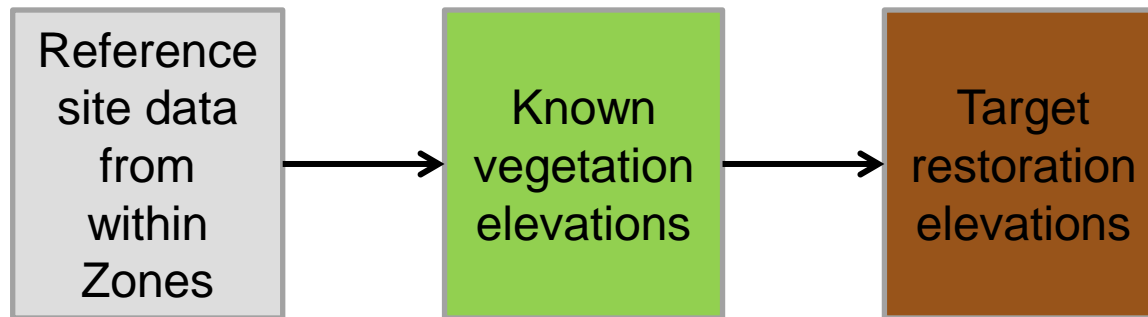 Reference
site data
from
within
Zones
Known
vegetation
elevations
Target
restoration
elevations